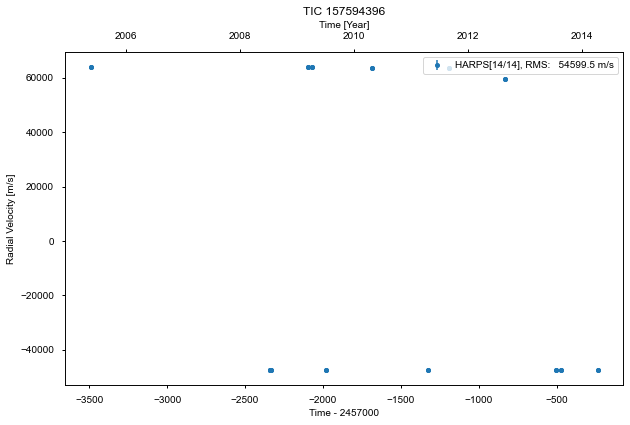 TIC 157594396
Time [Year]
2006 2008 2010 2012 2014
HARPS[14/14], RMS: 54599.5 m/s
60000
40000
20000
0
−20000
−40000
Radial Velocity [m/s]
−3500 −3000 −2500 −2000 −1500 −1000 −500
Time - 2457000